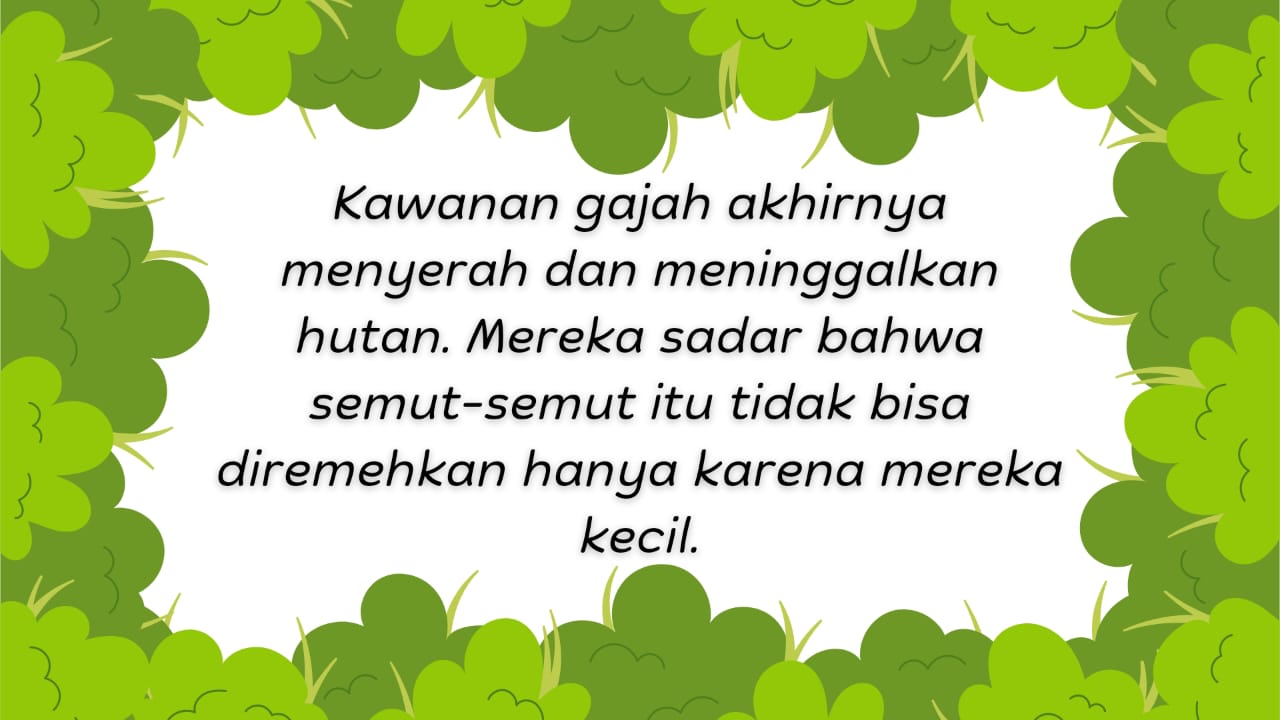 Kawanan gajah akhirnya
menyerah dan meninggalkan
hutan. Mereka sadar bahwa
semut-semut itu tidak bisa
diremehkan hanya karena mereka
kecil.